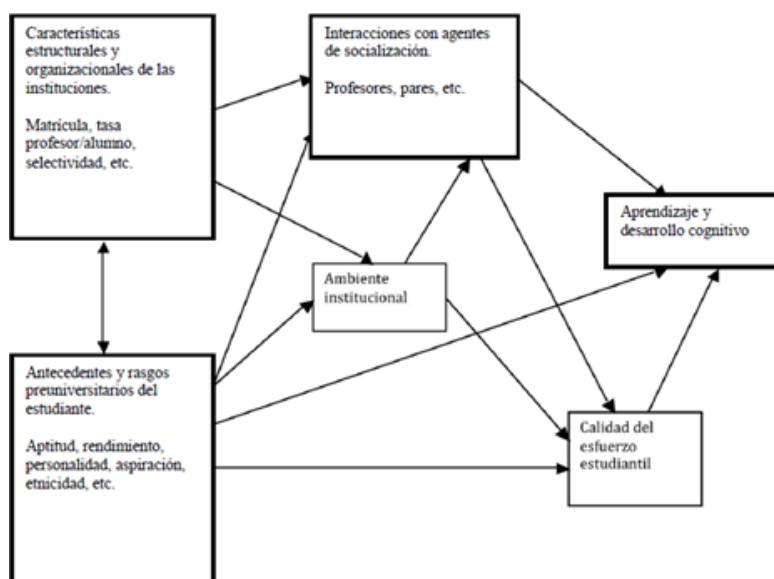 Características
estructurales y
organizacionales de las
instituciones.
Matrícula, tasa
profesor/alumno,
selectividad, etc.
Interacciones con agentes
de socialización.
Profesores, pares, etc.
Aprendizaje y
desarrollo cognitivo
Ambiente
institucional
Antecedentes y rasgos
preuniversitarios del
estudiante.
Aptitud, rendimiento,
personalidad, aspiración,
etnicidad, etc.
Calidad del
esfuerzo
estudiantil